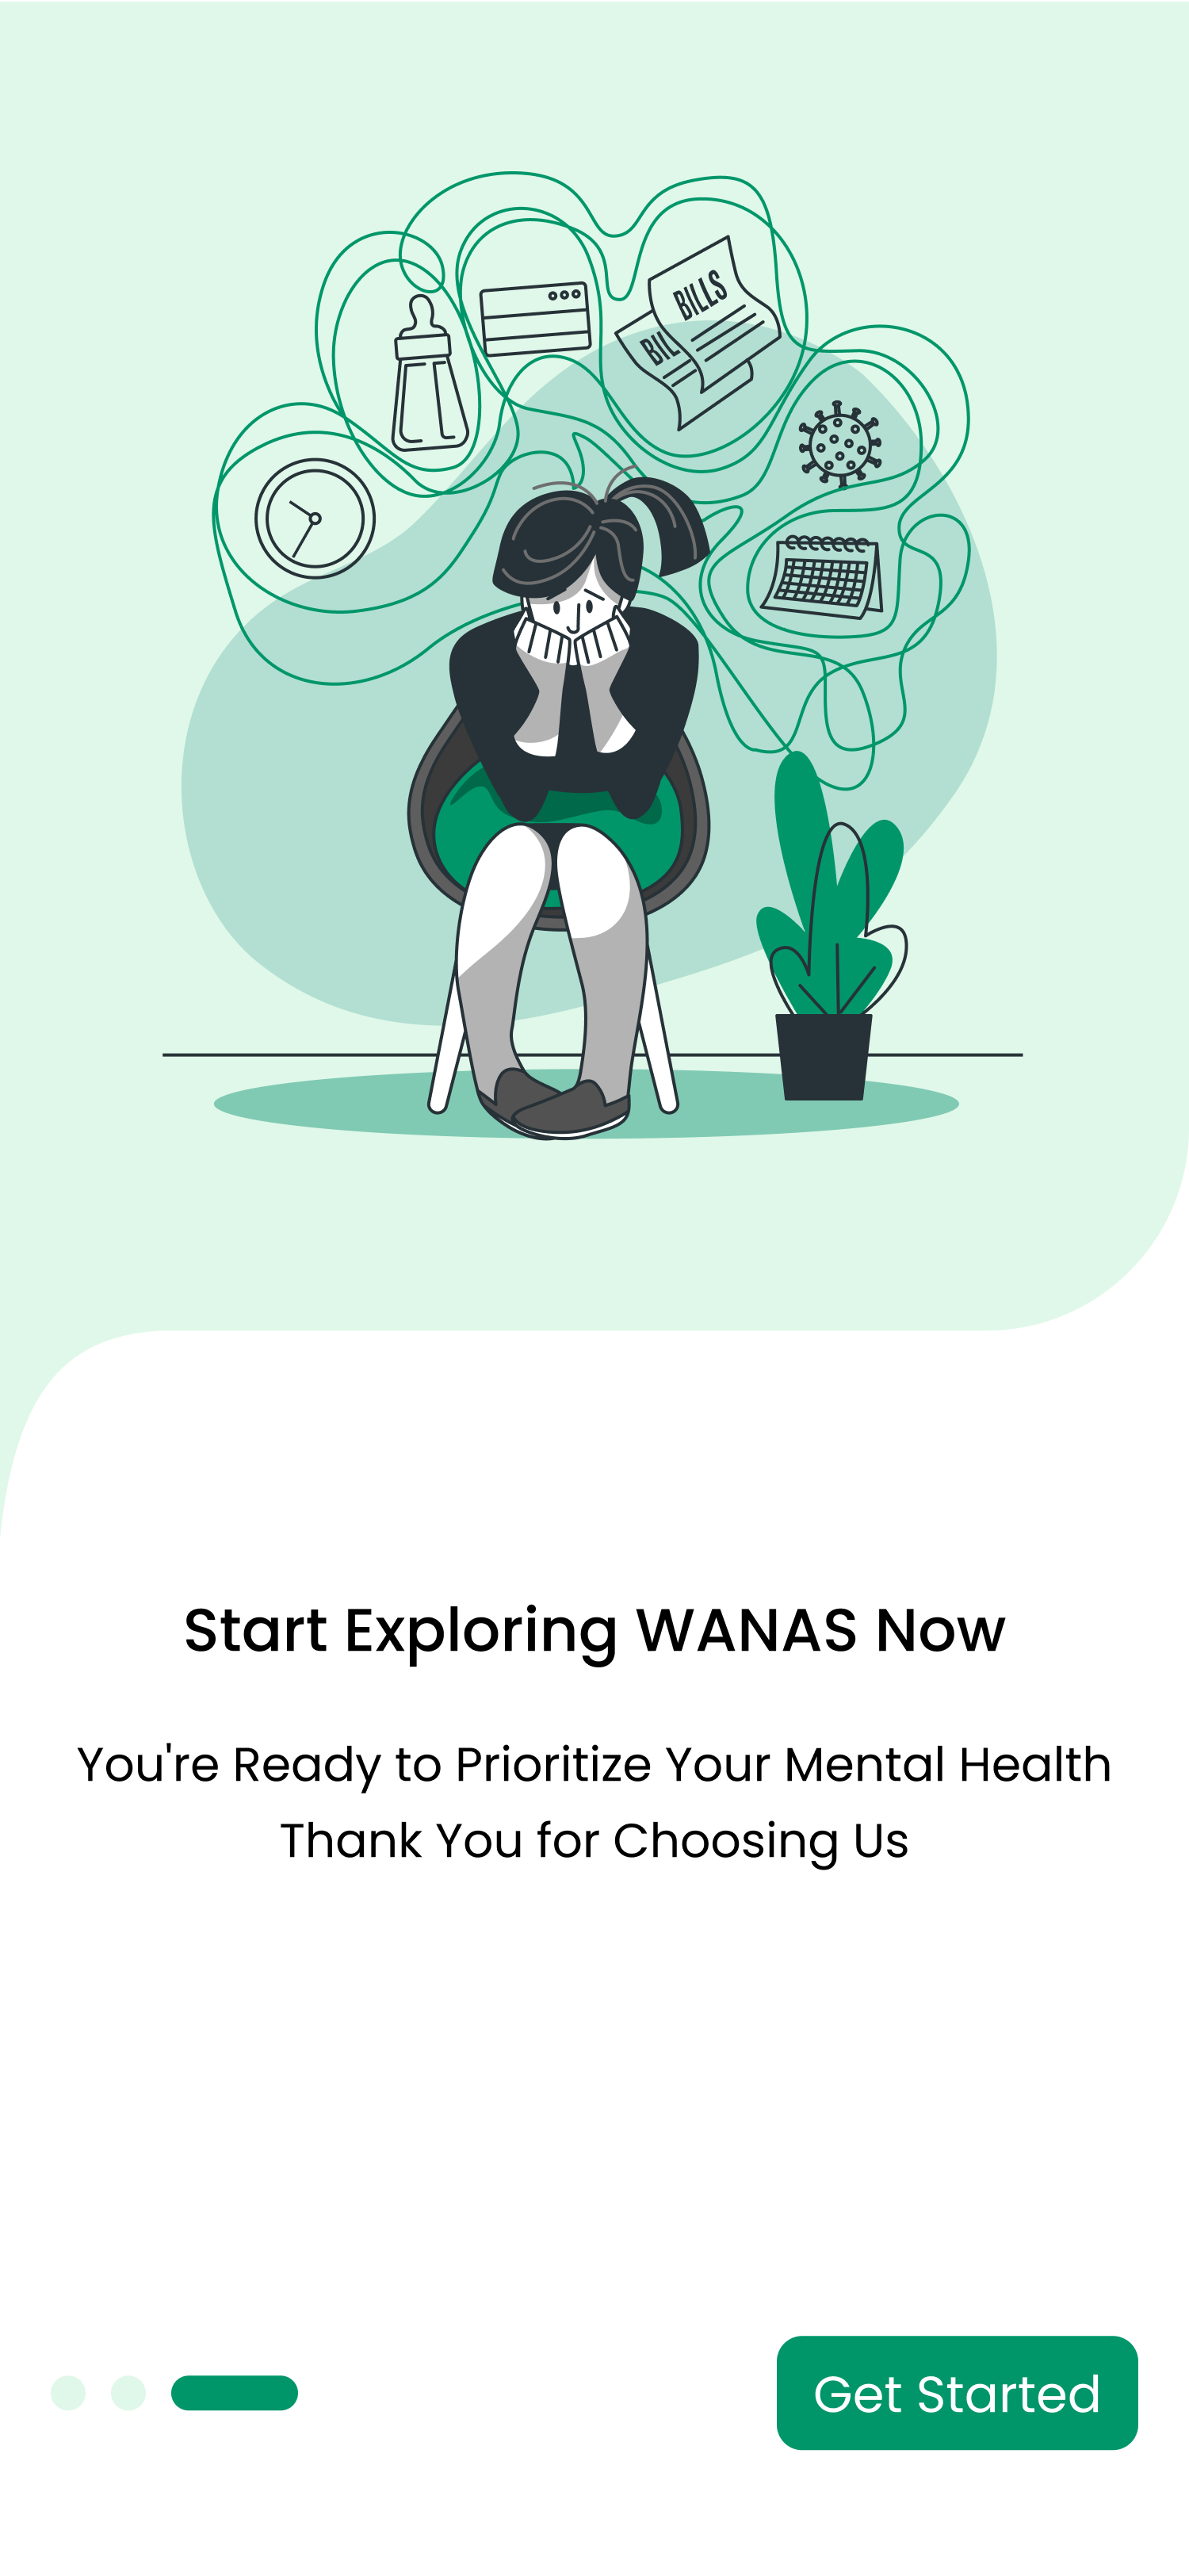 BILLS
BIL
Start Exploring WANAS Now
You're Ready to Prioritize Your Mental Health
Thank You for Choosing Us
Get Started